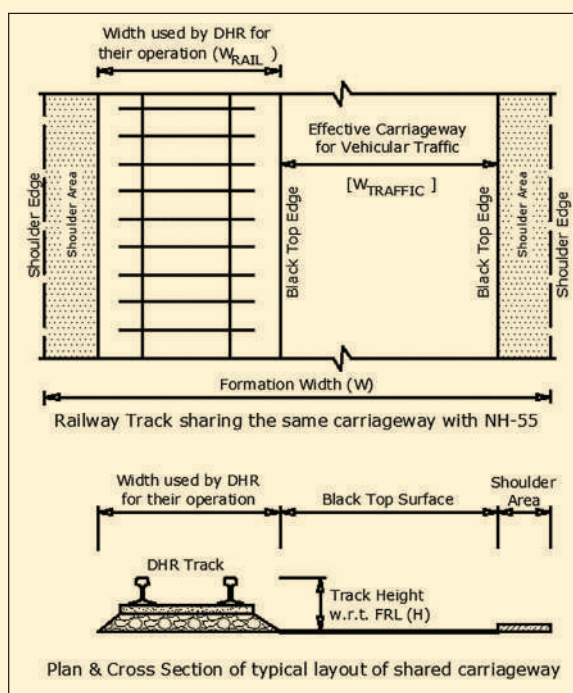 Width used by DHR for
their operation (WRAIL)
Effective Carriageway
for Vehicular Traffic
[WTRAFFIC]
Shoulder Edge
Shoulder Area
Black Top Edge
Black Top Edge
Shoulder Area
Shoulder Edge
Formation Width (W)
Railway Track sharing the same carriageway with NH-55
Width used by DHR
for their operation
Black Top Surface
Shoulder
Area
DHR Track
Track Height
w.r.t. FRL (H)
Plan & Cross Section of typical layout of shared carriageway